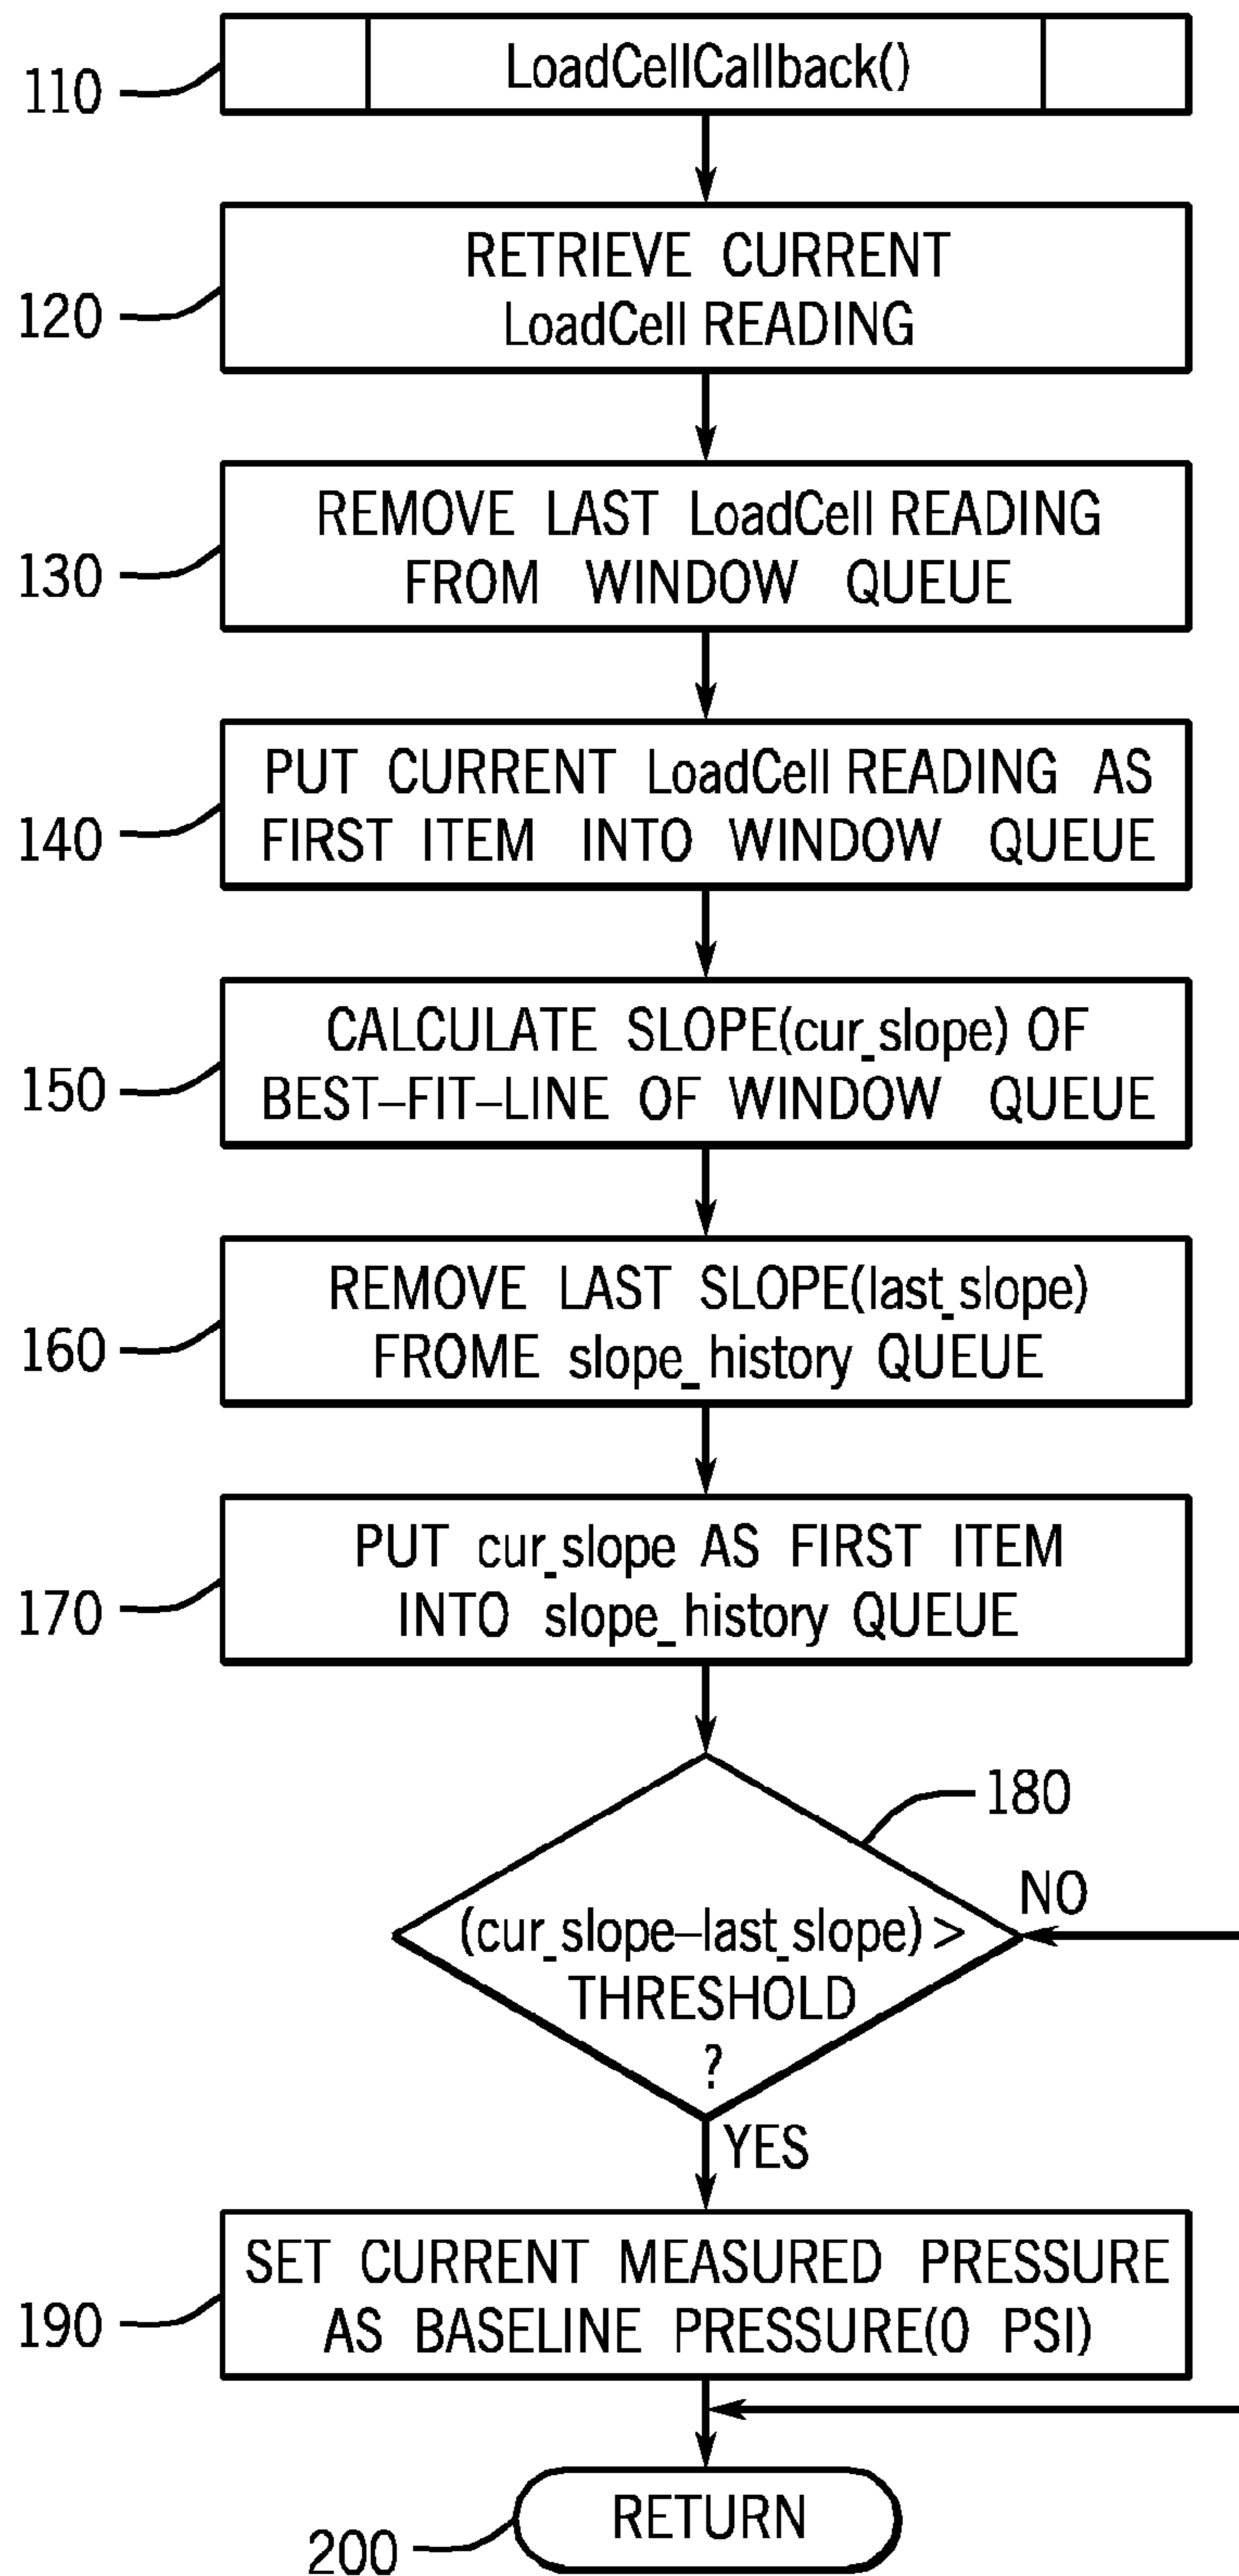 110
LoadCellCallback()
120
RETRIEVE CURRENT
LoadCell READING
130
REMOVE LAST LoadCell READING
FROM WINDOW QUEUE
140
PUT CURRENT LoadCell READING AS
FIRST ITEM INTO WINDOW QUEUE
150
CALCULATE SLOPE(cur_slope) OF
BEST–FIT–LINE OF WINDOW QUEUE
160
REMOVE LAST SLOPE(last_slope)
FROME slope_history QUEUE
170
PUT cur_slope AS FIRST ITEM
INTO slope_history QUEUE
180
NO
(cur_slope–last_slope) >
THRESHOLD
?
YES
190
SET CURRENT MEASURED PRESSURE
AS BASELINE PRESSURE(0 PSI)
200
RETURN